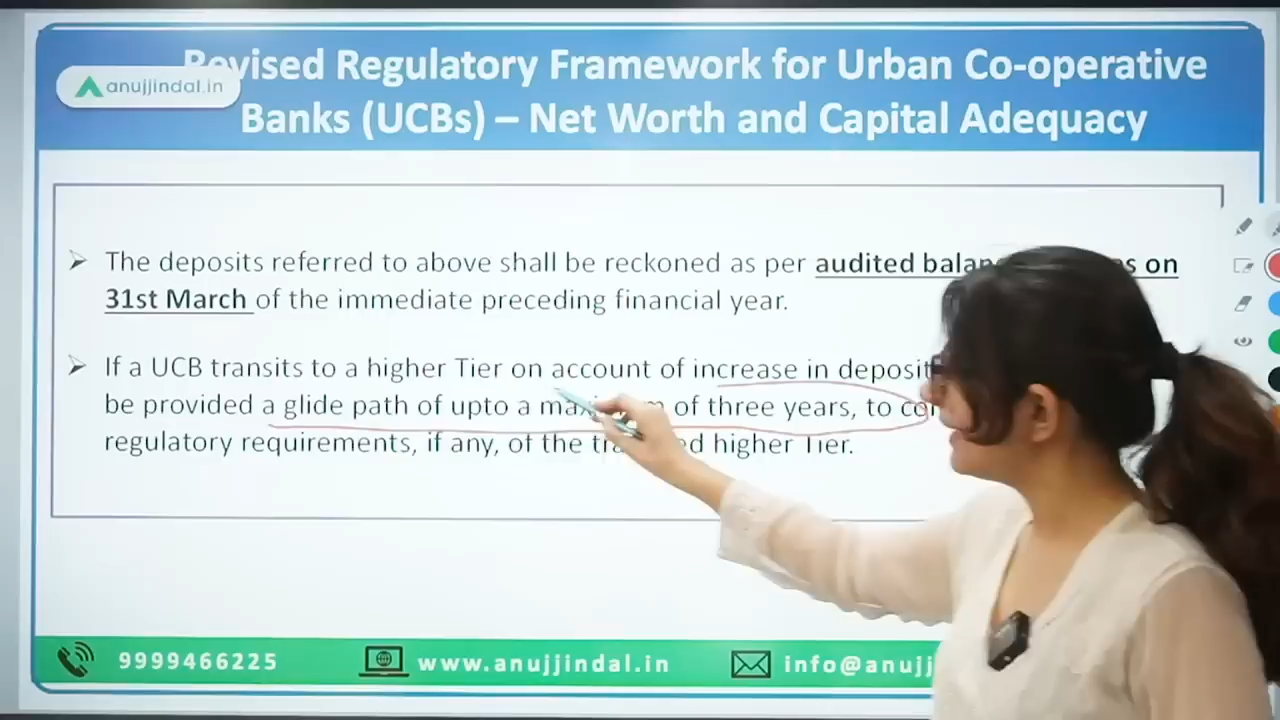 Revised Regulatory Framework for Urban Co-operative
anujjindal.in
Banks (UCBs) – Net Worth and Capital Adequacy
The deposits referred to above shall be reckoned as per audited on
31st March of the immediate preceding financial year.
If a UCB transits to a higher Tier on account of increase in
be provided a glide path of upto a of three years, to
regulatory requirements, if any, of the higher Tier.
9999466225
www.anujjindal.in